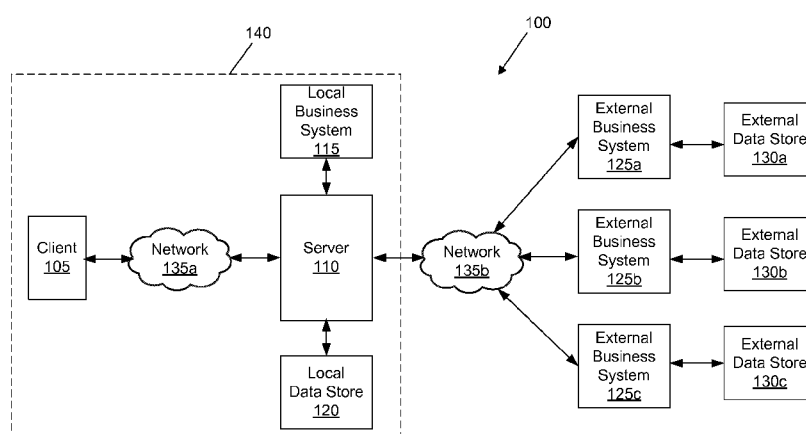 140
100
Local
Business
System
115
External
Business
System
125a
External
Data Store
130a
Client
105
Network
135a
Server
110
Network
135b
External
Business
System
125b
External
Data Store
130b
Local
Data Store
120
External
Business
System
125c
External
Data Store
130c